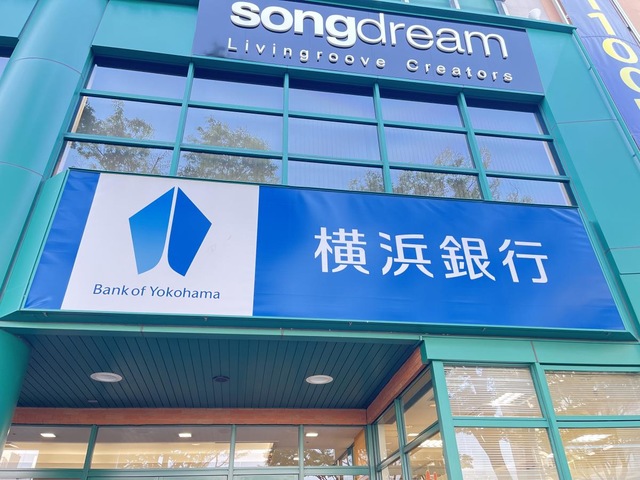 songdream
Livingroove Creators
Bank of Yokohama
横浜銀行